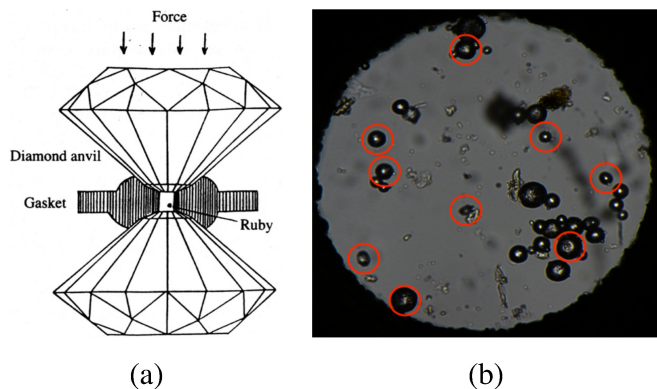 Force
Diamond anvil
Gasket
Ruby
(a)
(b)